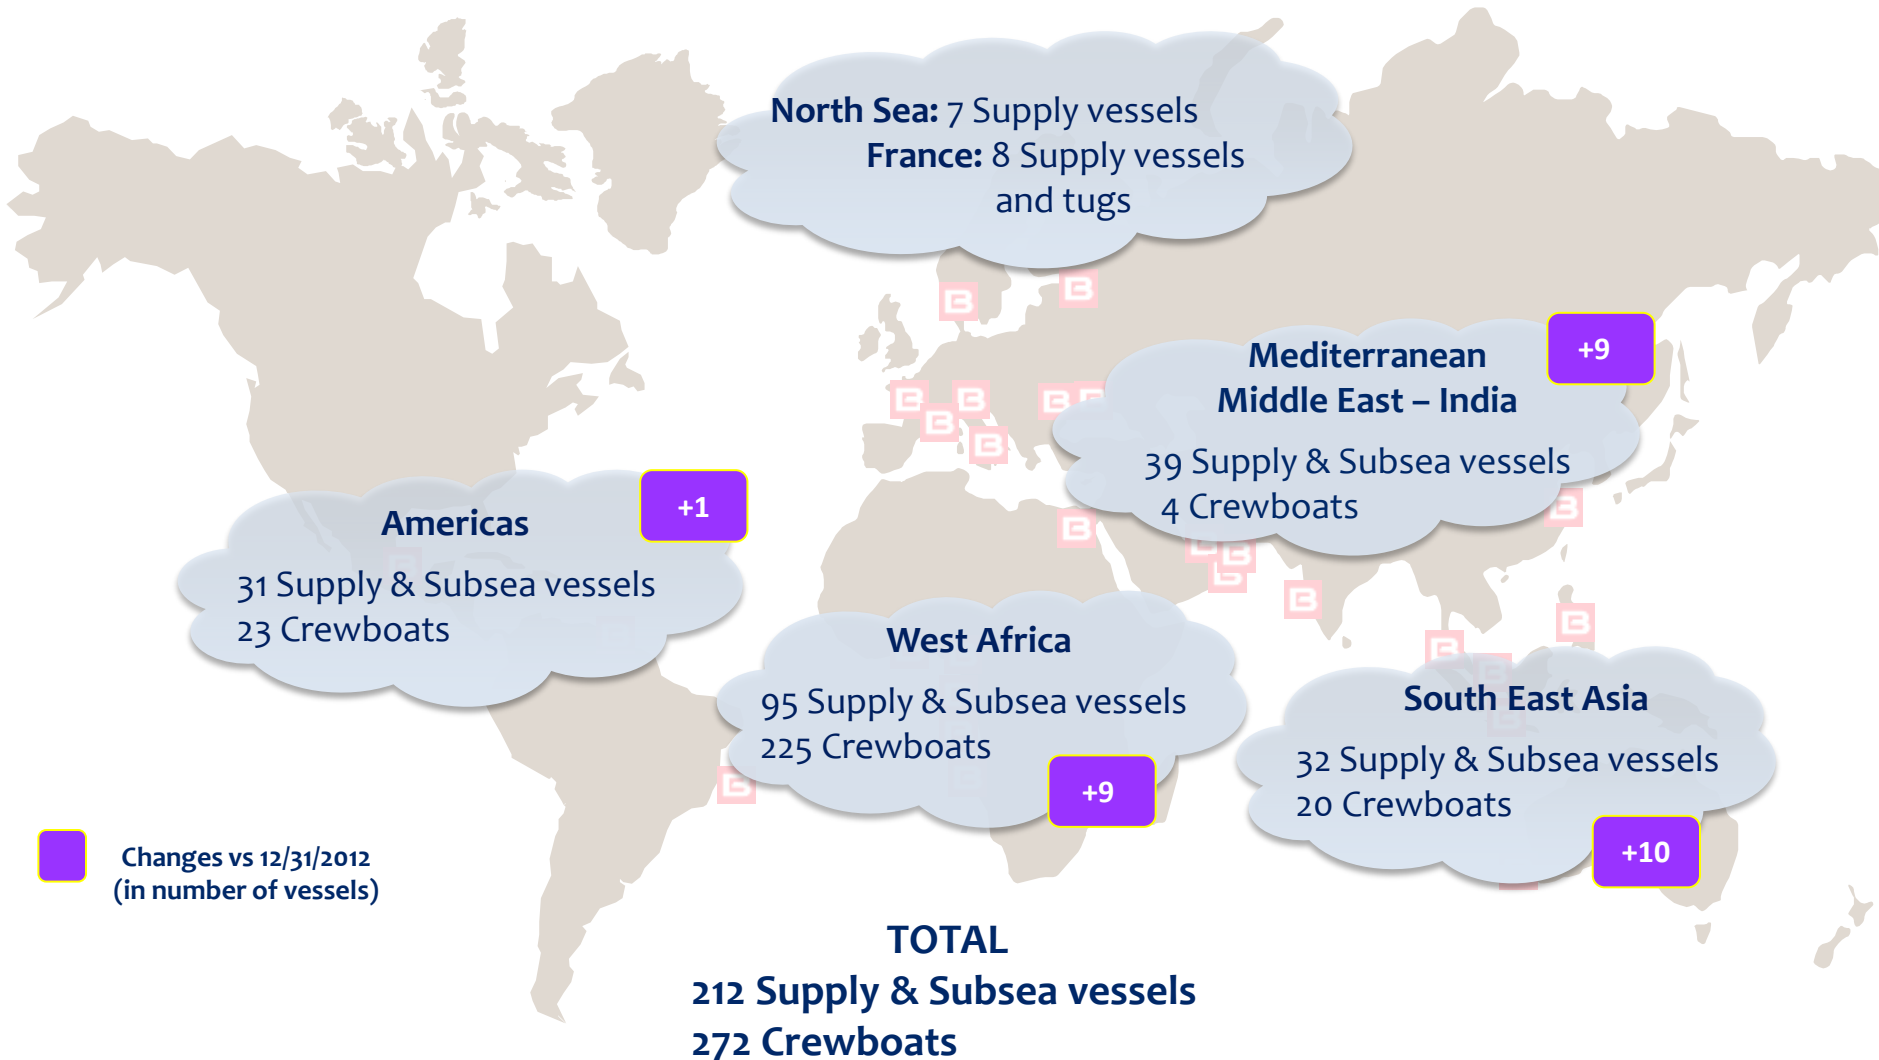 North Sea: 7 Supply vessels
France: 8 Supply vessels
and tugs
Mediterranean
Middle East – India
39 Supply & Subsea vessels
4 Crewboats
+9
Americas
31 Supply & Subsea vessels
23 Crewboats
+1
West Africa
95 Supply & Subsea vessels
225 Crewboats
+9
South East Asia
32 Supply & Subsea vessels
20 Crewboats
+10
Changes vs 12/31/2012
(in number of vessels)
TOTAL
212 Supply & Subsea vessels
272 Crewboats